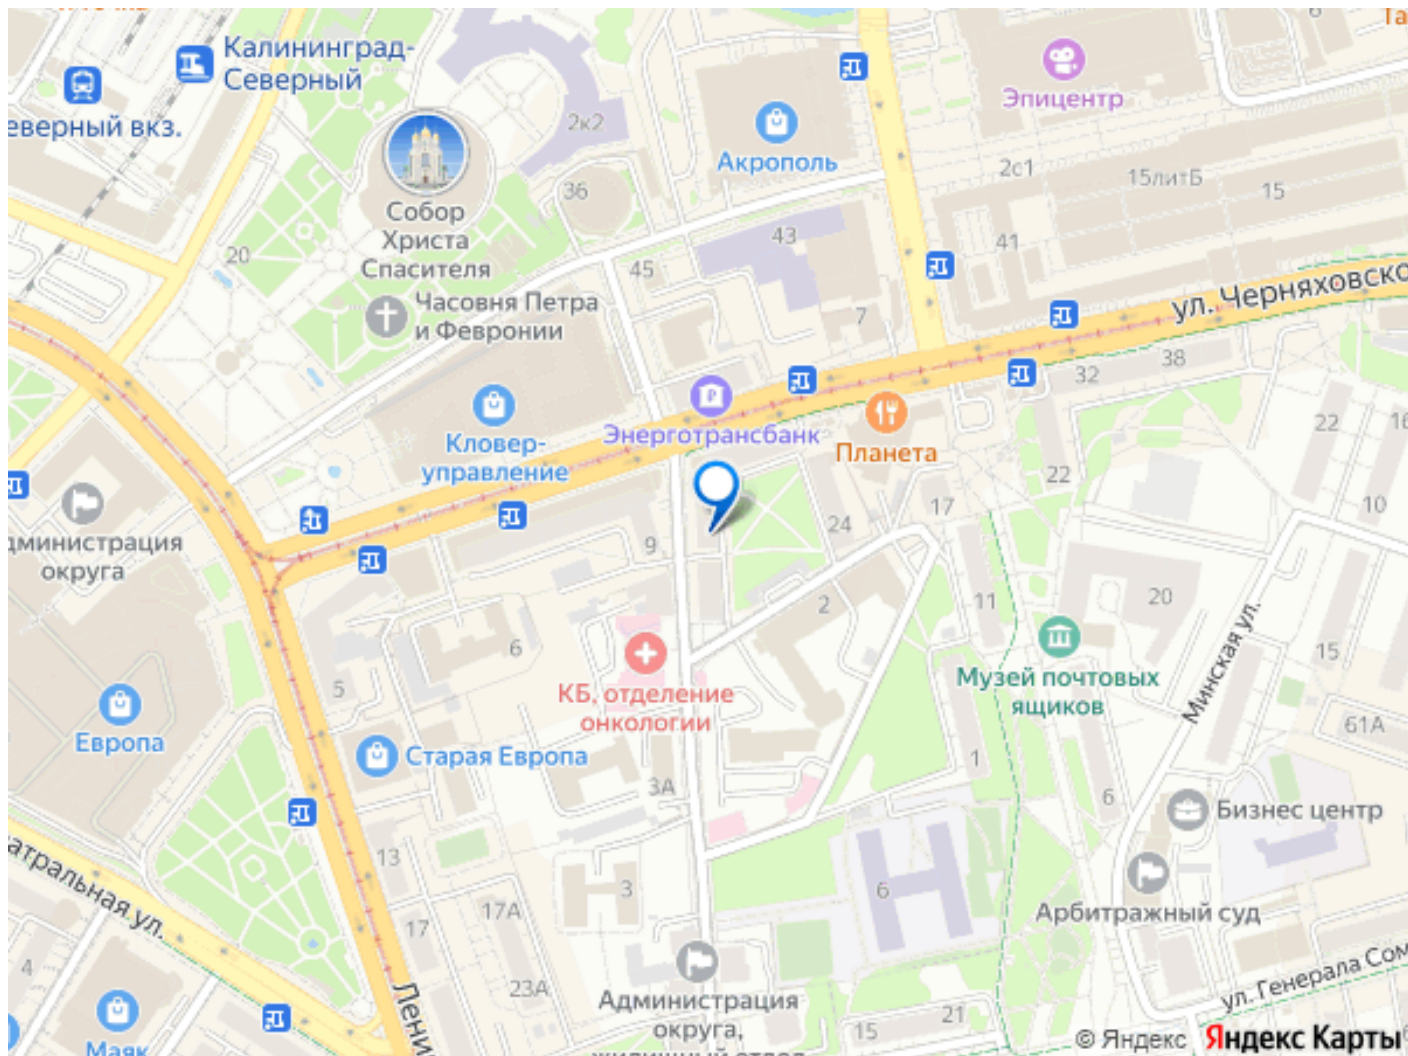 Калининград-
Северный
еверный вкз.
Эпицентр
Акрополь
2к2
36
2с1
15литБ
15
Собор
Христа
Спасителя
20
43
41
45
Часовня Петра
и Февронии
7
ул. Черняховско
38
32
22
16
Энерготрансбанк
Кловер-
управление
Планета
22
17
10
24
9
дминистрация
округа
2
11
20
6
Минская ул.
15
5
КБ, отделение
онкологии
Музей почтовых
ящиков
61А
Европа
Старая Европа
1
3А
6
Бизнес центр
атральная ул.
13
3
6
17А
17
Арбитражный суд
4
23А
Ленин
Администрация
округа,
жилищный отдел
15
21
ул. Генерала Сом
Маяк
© Яндекс Яндекс Карты